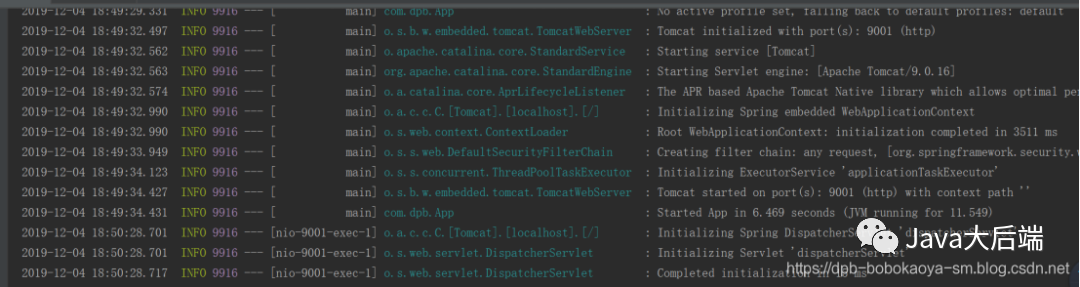 2019-12-04 18:49:29.331 INFO 9916 --- [ main] com.dpb.App : No active profile set, falling back to default profiles: default
2019-12-04 18:49:32.497 INFO 9916 --- [ main] o.s.b.w.embedded.tomcat.TomcatWebServer : Tomcat initialized with port(s): 9001 (http)
2019-12-04 18:49:32.562 INFO 9916 --- [ main] o.apache.catalina.core.StandardService : Starting service [Tomcat]
2019-12-04 18:49:32.563 INFO 9916 --- [ main] org.apache.catalina.core.StandardEngine : Starting Servlet engine: [Apache Tomcat/9.0.16]
2019-12-04 18:49:32.574 INFO 9916 --- [ main] o.a.catalina.core.AprLifecycleListener : The APR based Apache Tomcat Native library which allows optimal pe
2019-12-04 18:49:32.990 INFO 9916 --- [ main] o.a.c.c.C.[Tomcat].[localhost].[/] : Initializing Spring embedded WebApplicationContext
2019-12-04 18:49:32.990 INFO 9916 --- [ main] o.s.web.context.ContextLoader : Root WebApplicationContext: initialization completed in 3511 ms
2019-12-04 18:49:33.949 INFO 9916 --- [ main] o.s.s.web.DefaultSecurityFilterChain : Creating filter chain: any request, [org.springframework.security.w
2019-12-04 18:49:34.123 INFO 9916 --- [ main] o.s.s.concurrent.ThreadPoolTaskExecutor : Initializing ExecutorService 'applicationTaskExecutor'
2019-12-04 18:49:34.427 INFO 9916 --- [ main] o.s.b.w.embedded.tomcat.TomcatWebServer : Tomcat started on port(s): 9001 (http) with context path ''
2019-12-04 18:49:34.431 INFO 9916 --- [ main] com.dpb.App : Started App in 6.469 seconds (JVM running for 11.549)
2019-12-04 18:50:28.701 INFO 9916 --- [nio-9001-exec-1] o.a.c.c.C.[Tomcat].[localhost].[/] : Initializing Spring
2019-12-04 18:50:28.701 INFO 9916 --- [nio-9001-exec-1] o.s.web.servlet.DispatcherServlet : Initializing Servlet 'dispatcherServlet'
2019-12-04 18:50:28.717 INFO 9916 --- [nio-9001-exec-1] o.s.web.servlet.DispatcherServlet : Completed initialization
Java大后端
https://dpb-bobokaoya-sm.blog.csdn.net